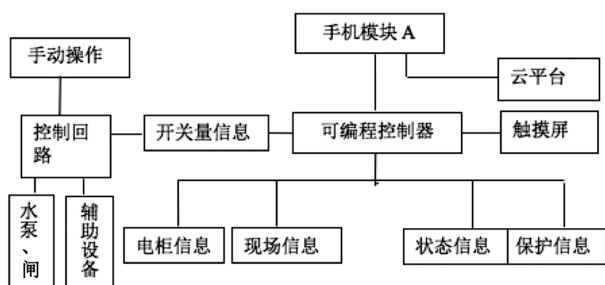 手机模块 A
手动操作
云平台
控制回
路
开关量信息
可编程控制器
触摸屏
水泵、闸
辅助设备
电柜信息
现场信息
状态信息
保护信息